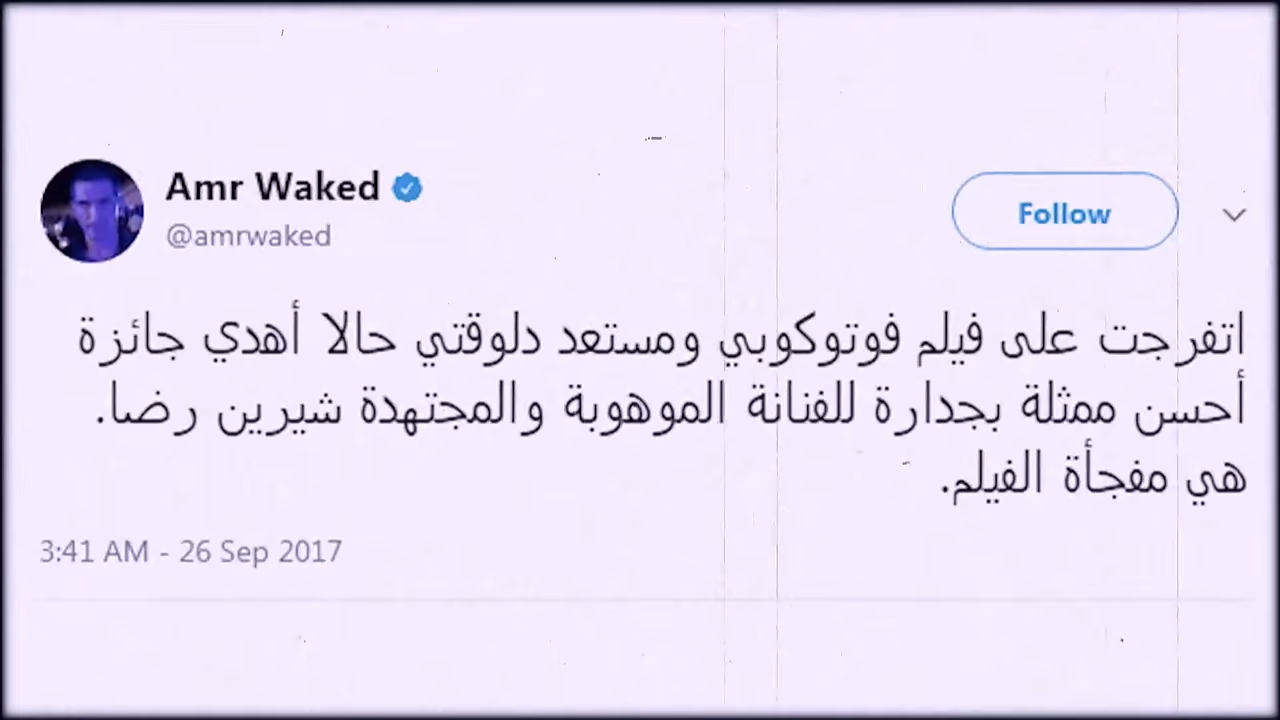 Amr Waked
@amrwaked
Follow
اتفرجت على فيلم فوتوكوبي ومستعد دلوقتي حالا أهدي جائزة
أحسن ممثلة بجدارة للفنانة الموهوبة والمجتهدة شيرين رضا.
هي مفجأة الفيلم.
3:41 AM - 26 Sep 2017